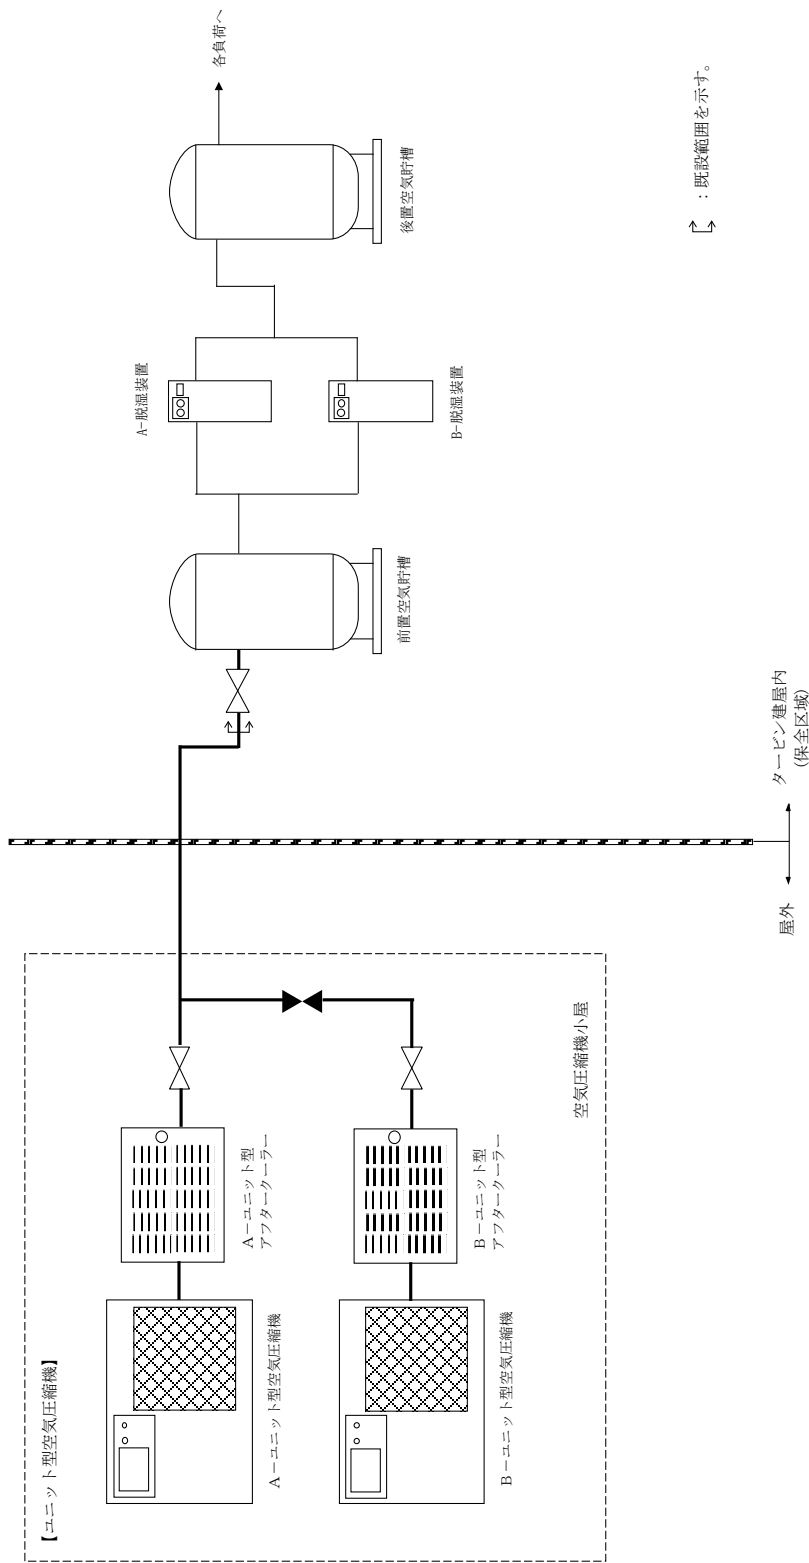 【ユニット型空気圧縮機】
A－ユニット型空気圧縮機
A－ユニット型
アフタークーラー
B－ユニット型空気圧縮機
B－ユニット型
アフタークーラー
空気圧縮機小屋
屋外
タービン建屋内
(保全区域)
前置空気貯槽
A-脱湿装置
B-脱湿装置
後置空気貯槽
各負荷へ
：既設範囲を示す。